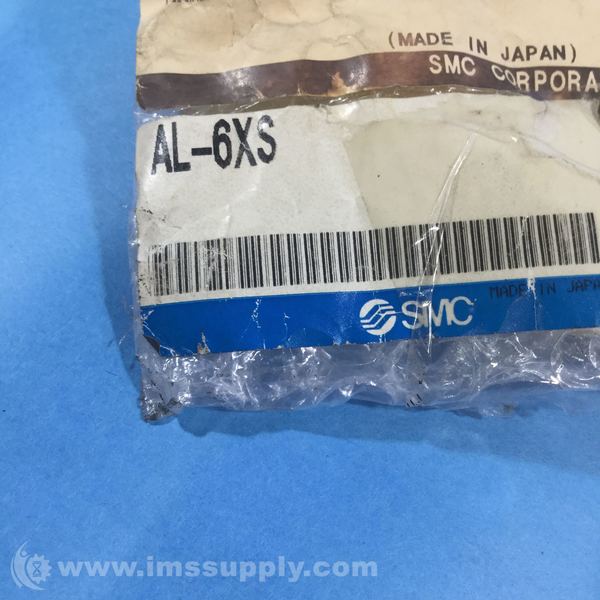 (MADE IN JAPAN)
SMC CORPORA
AL-6XS
MADE IN JAPA
SMC
www.imssupply.com